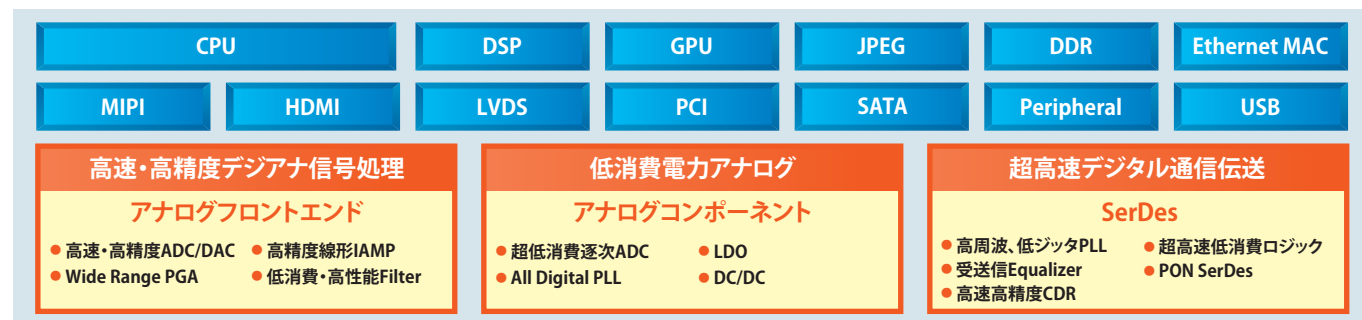 CPU DSP GPU JPEG DDR Ethernet MAC
MIPI HDMI LVDS PCI SATA Peripheral USB
高速・高精度デジアナ信号処理
アナログフロントエンド
● 高速・高精度ADC/DAC ● 高精度線形IAMP
● Wide Range PGA ● 低消費・高性能Filter
低消費電力アナログ
アナログコンポーネント
● 超低消費逐次ADC ● LDO
● All Digital PLL ● DC/DC
超高速デジタル通信伝送
SerDes
● 高周波、低ジッタPLL ● 超高速低消費ロジック
● 受送信Equalizer ● PON SerDes
● 高速高精度CDR